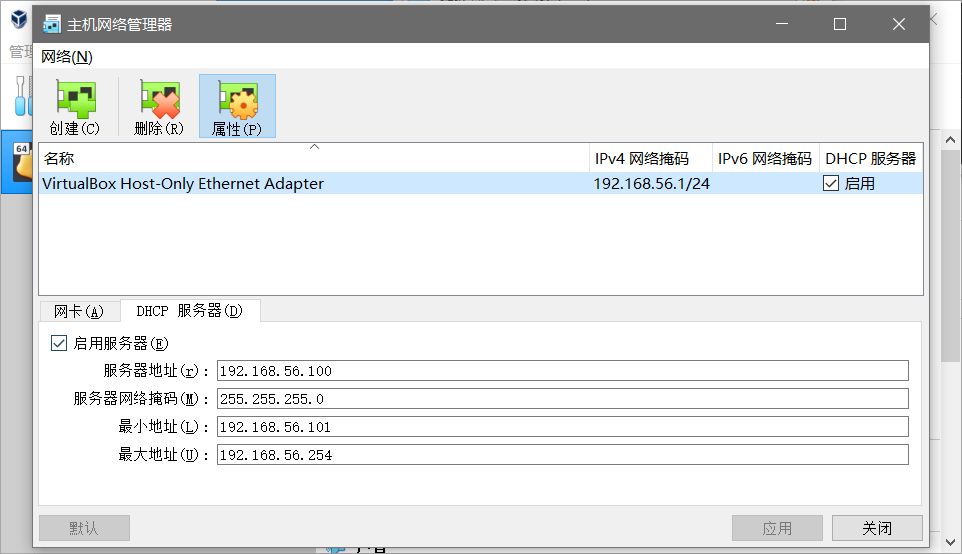 主机网络管理器
管理
网络(N)
创建(C) 删除(R) 属性(P)
64
名称 IPv4 网络掩码 IPv6 网络掩码 DHCP 服务器
VirtualBox Host-Only Ethernet Adapter 192.168.56.1/24 启用
网卡(A) DHCP 服务器(D)
启用服务器(E)
服务器地址(r): 192.168.56.100
服务器网络掩码(M): 255.255.255.0
最小地址(L): 192.168.56.101
最大地址(U): 192.168.56.254
默认 应用 关闭